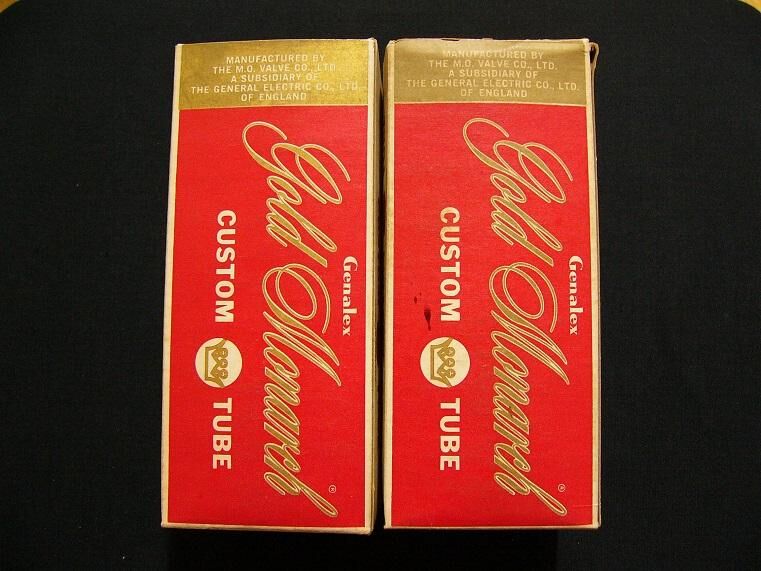 MANUFACTURED BY
THE M.O. VALVE CO., LTD.
A SUBSIDIARY OF
THE GENERAL ELECTRIC CO., LTD.
OF ENGLAND
Genalex
Gold Monarch ®
CUSTOM TUBE
MANUFACTURED BY
THE M.O. VALVE CO., LTD.
A SUBSIDIARY OF
THE GENERAL ELECTRIC CO., LTD.
OF ENGLAND
Genalex
Gold Monarch ®
CUSTOM TUBE